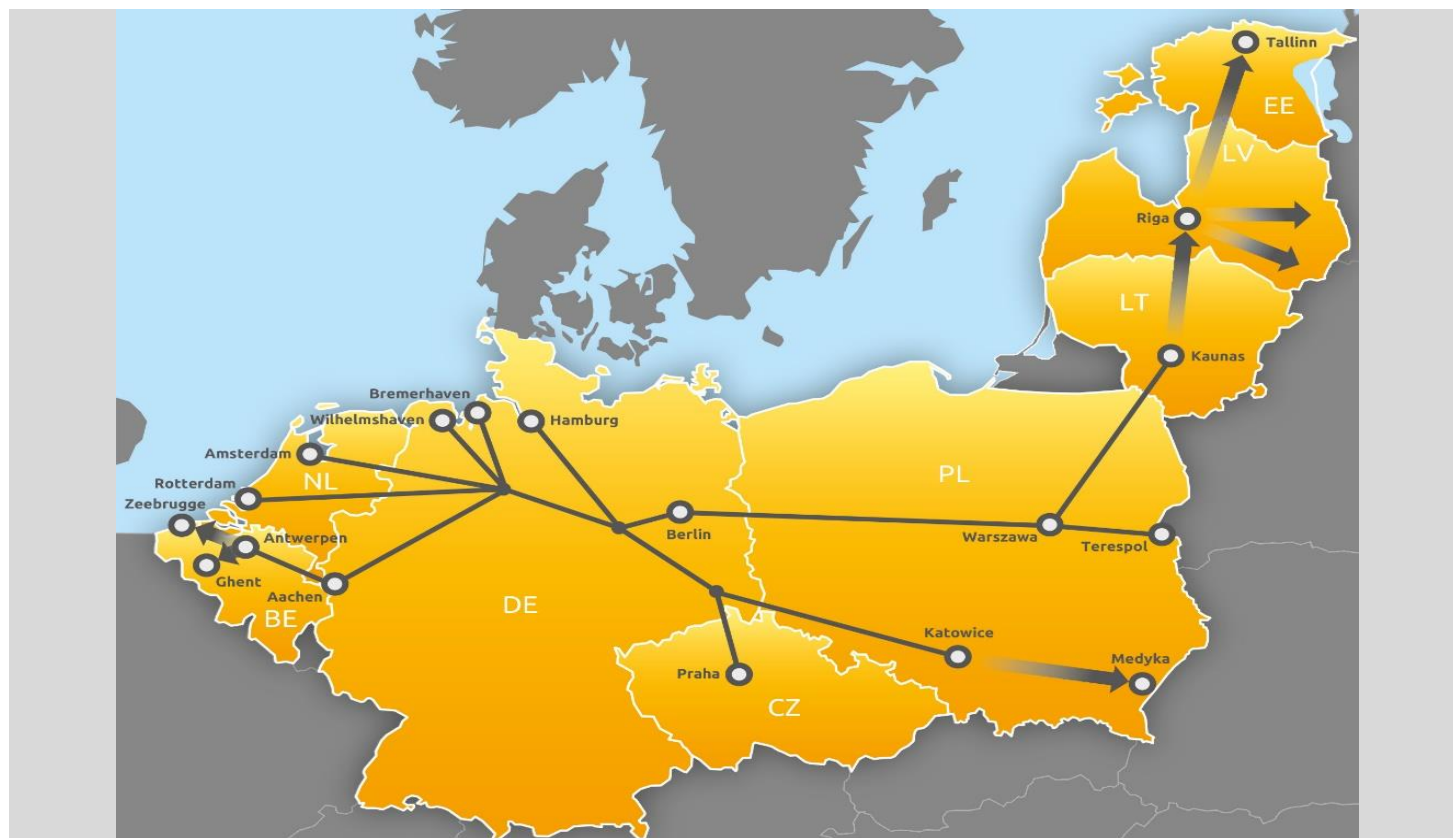 Tallinn
EE
LV
Riga
LT
Kaunas
Bremerhaven
Wilhelmshaven
Hamburg
Amsterdam
PL
NL
Rotterdam
Zeebrugge
Berlin
Warszawa
Terespol
Antwerpen
Ghent
Aachen
DE
BE
Katowice
Medyka
Praha
CZ